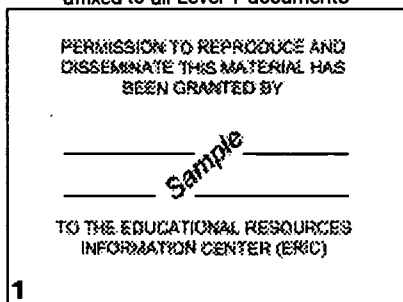 affixed to all Level 1 documents
PERMISSION TO REPRODUCE AND
DISSEMINATE THIS MATERIAL HAS
BEEN GRANTED BY
Sample
TO THE EDUCATIONAL RESOURCES
INFORMATION CENTER (ERIC)
1